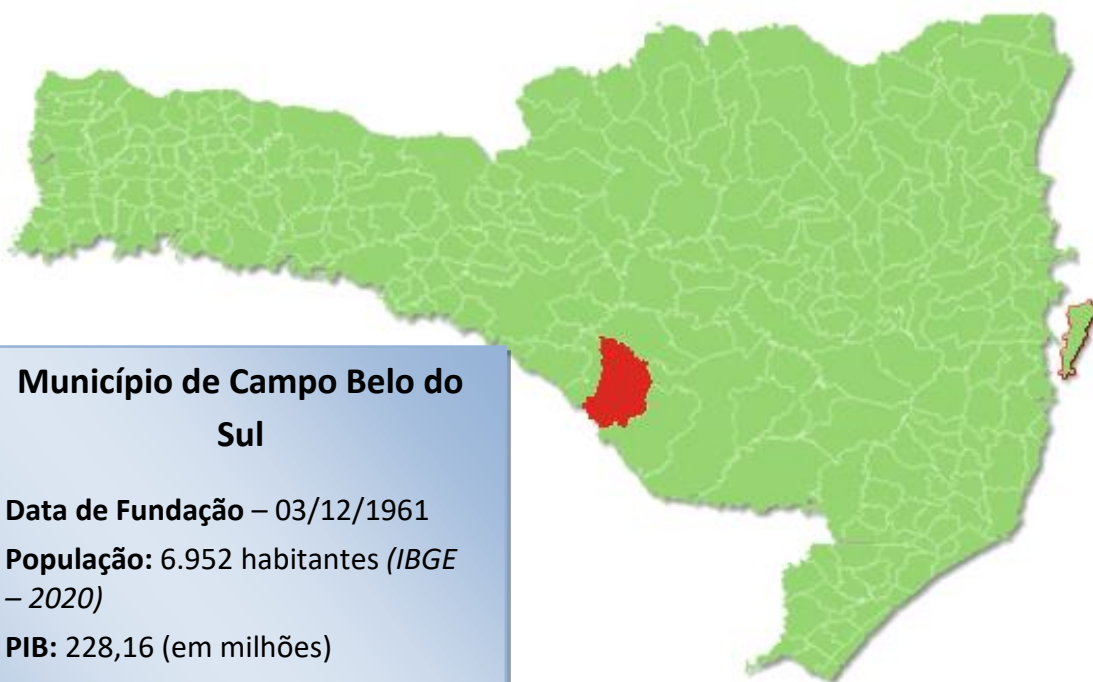 Município de Campo Belo do
Sul
Data de Fundação – 03/12/1961
População: 6.952 habitantes (IBGE
– 2020)
PIB: 228,16 (em milhões)